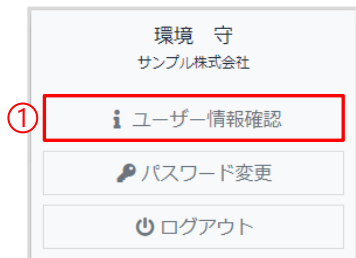 環境　守
サンプル株式会社
① ユーザー情報確認
パスワード変更
ログアウト